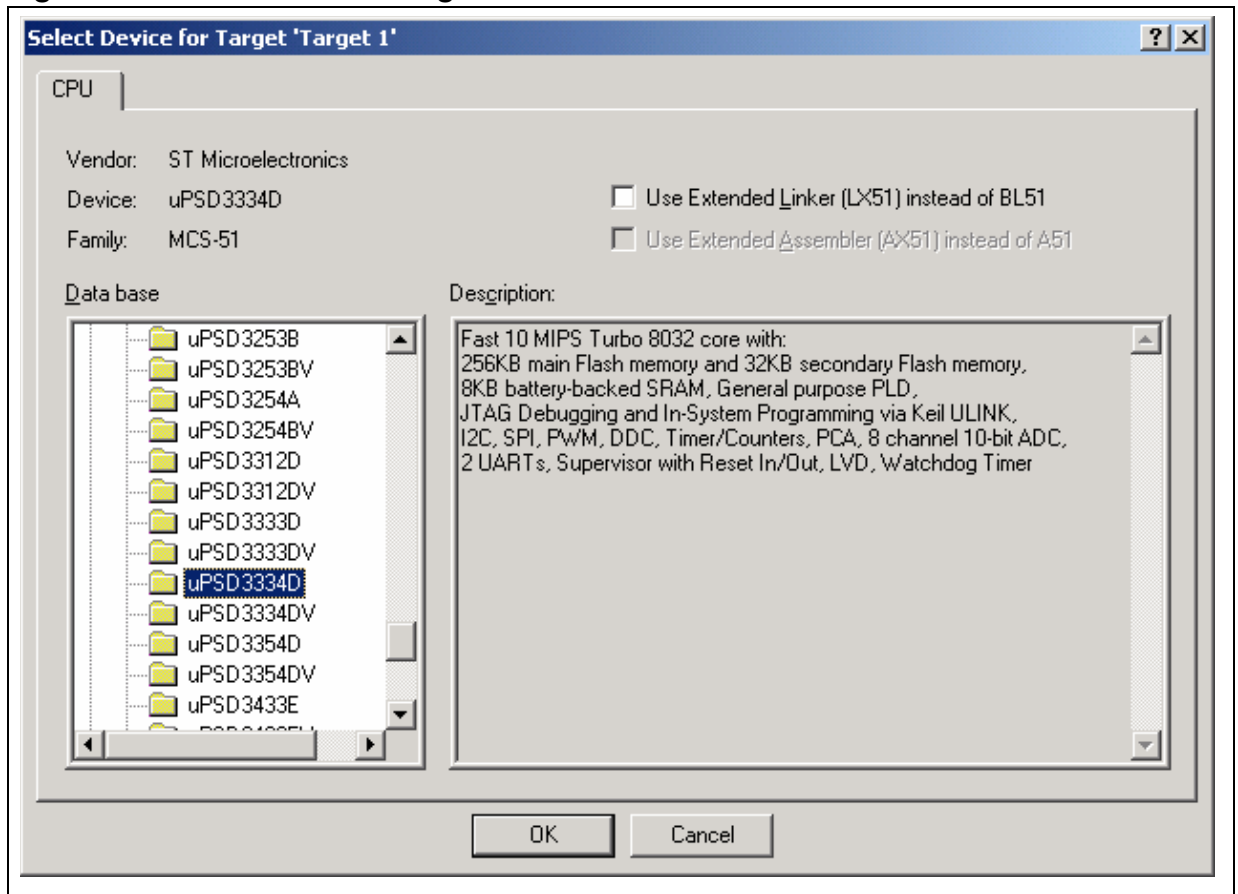 Select Device for Target 'Target 1'
CPU
Vendor: ST Microelectronics
Device: uPSD3334D
Use Extended Linker (LX51) instead of BL51
Family: MCS-51
Use Extended Assembler (AX51) instead of A51
Data base
Description:
uPSD3253B
uPSD3253BV
uPSD3254A
uPSD3254BV
uPSD3312D
uPSD3312DV
uPSD3333D
uPSD3333DV
uPSD3334D
uPSD3334DV
uPSD3354D
uPSD3354DV
uPSD3433E
Fast 10 MIPS Turbo 8032 core with:
256KB main Flash memory and 32KB secondary Flash memory,
8KB battery-backed SRAM, General purpose PLD,
JTAG Debugging and In-System Programming via Keil ULINK,
I2C, SPI, PWM, DDC, Timer/Counters, PCA, 8 channel 10-bit ADC,
2 UARTs, Supervisor with Reset In/Out, LVD, Watchdog Timer
OK
Cancel